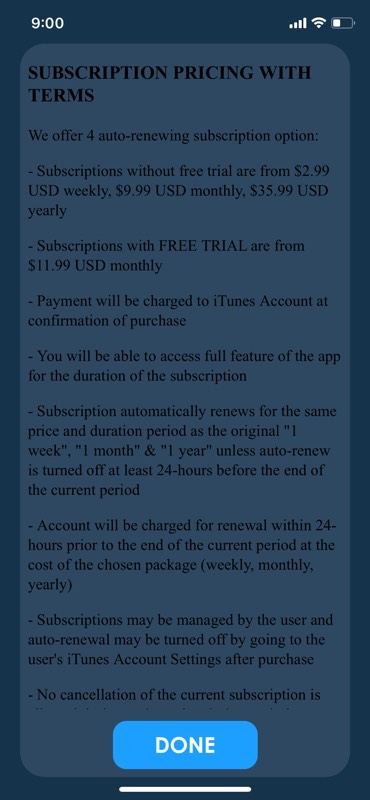 9:00
SUBSCRIPTION PRICING WITH
TERMS
We offer 4 auto-renewing subscription option:
- Subscriptions without free trial are from $2.99
USD weekly, $9.99 USD monthly, $35.99 USD
yearly
- Subscriptions with FREE TRIAL are from
$11.99 USD monthly
- Payment will be charged to iTunes Account at
confirmation of purchase
- You will be able to access full feature of the app
for the duration of the subscription
- Subscription automatically renews for the same
price and duration period as the original "1
week", "1 month" & "1 year" unless auto-renew
is turned off at least 24-hours before the end of
the current period
- Account will be charged for renewal within 24-
hours prior to the end of the current period at the
cost of the chosen package (weekly, monthly,
yearly)
- Subscriptions may be managed by the user and
auto-renewal may be turned off by going to the
user's iTunes Account Settings after purchase
- No cancellation of the current subscription is
DONE